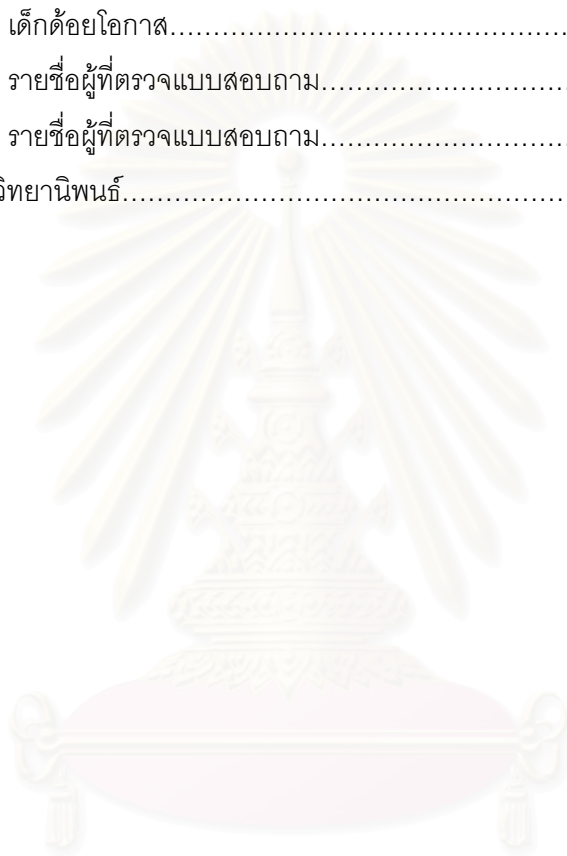 เด็กด้อยโอกาส................................................
รายชื่อผู้ที่ตรวจแบบสอบถาม............................
รายชื่อผู้ที่ตรวจแบบสอบถาม............................
วิทยานิพนธ์...................................................